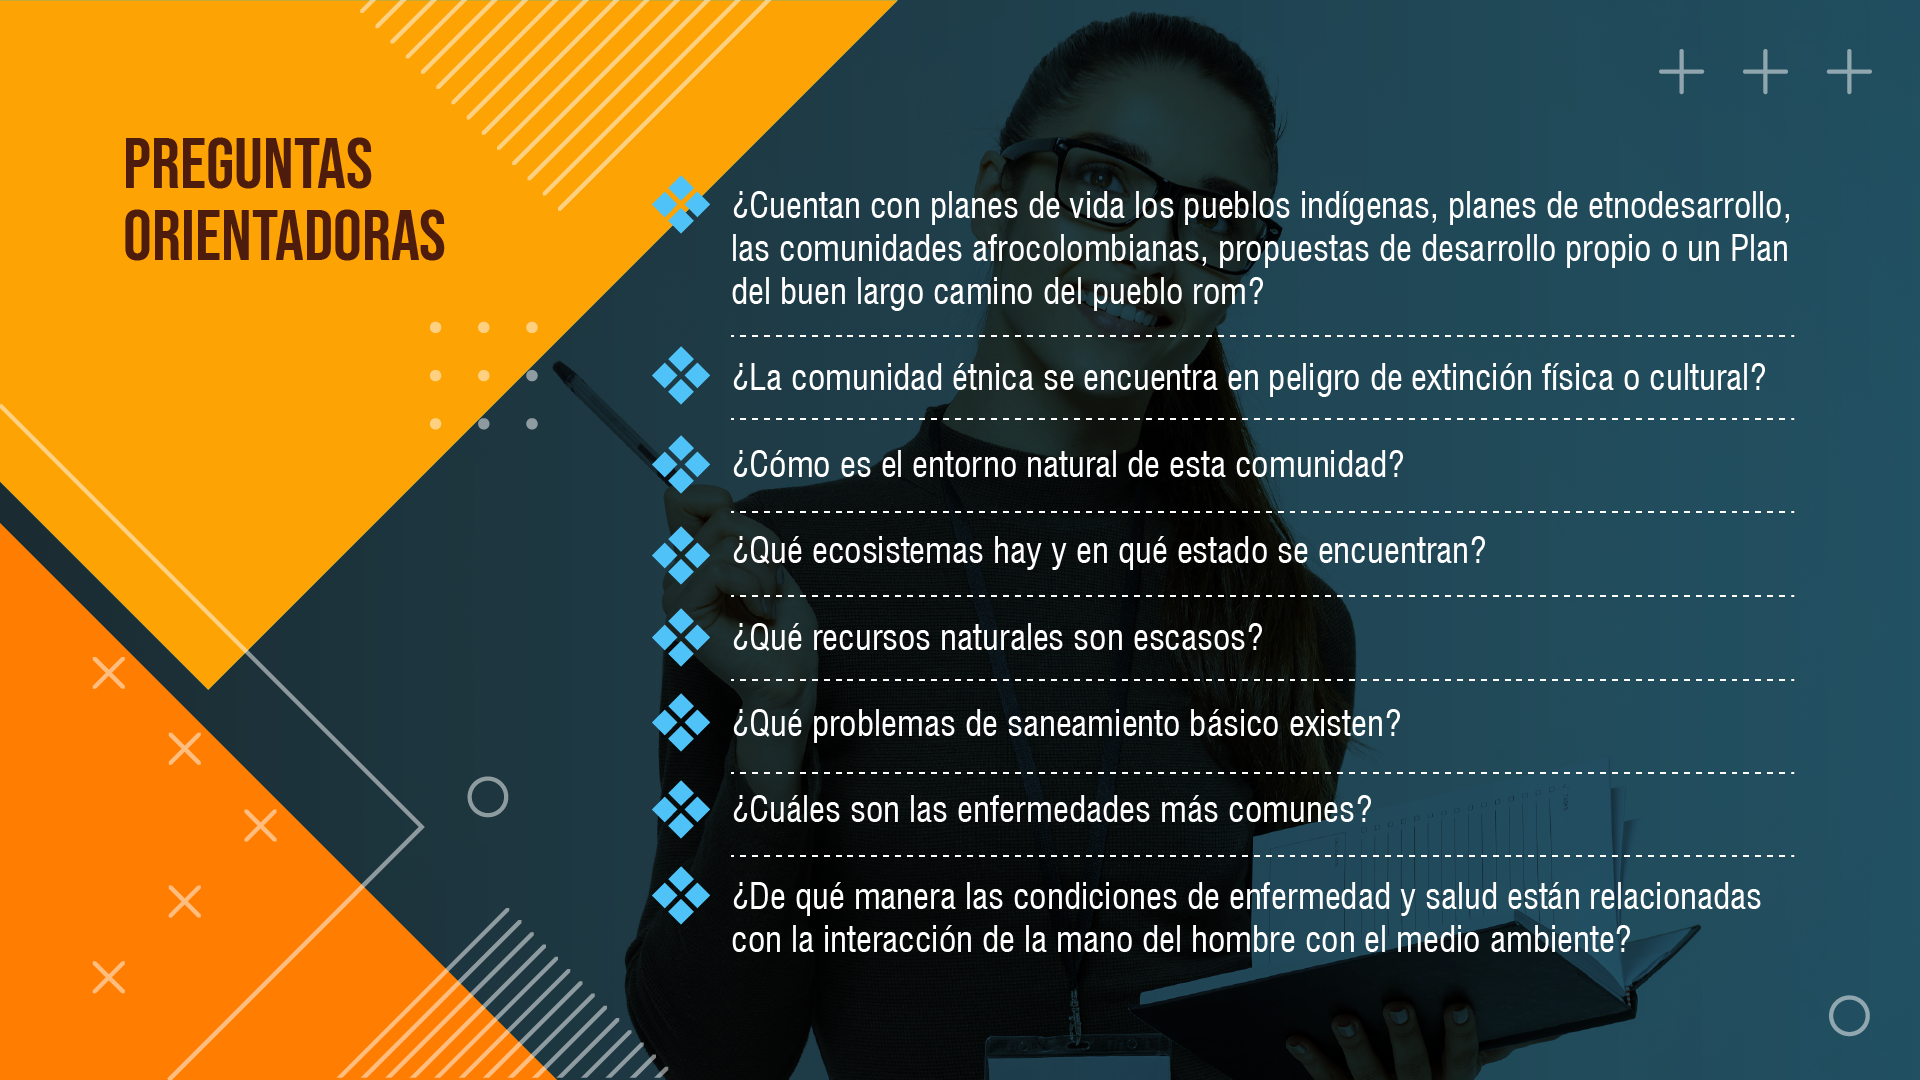 PREGUNTAS
ORIENTADORAS
¿Cuentan con planes de vida los pueblos indígenas, planes de etnodesarrollo,
las comunidades afrocolombianas, propuestas de desarrollo propio o un Plan
del buen largo camino del pueblo rom?
¿La comunidad étnica se encuentra en peligro de extinción física o cultural?
¿Cómo es el entorno natural de esta comunidad?
¿Qué ecosistemas hay y en qué estado se encuentran?
¿Qué recursos naturales son escasos?
¿Qué problemas de saneamiento básico existen?
¿Cuáles son las enfermedades más comunes?
¿De qué manera las condiciones de enfermedad y salud están relacionadas
con la interacción de la mano del hombre con el medio ambiente?